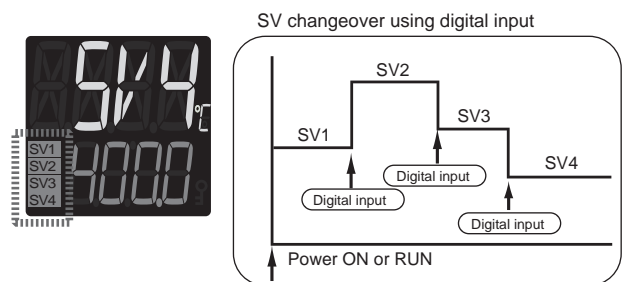 SV changeover using digital input
SV4
°C
SV1
SV2
SV3
SV4
400.0
SV2
SV1
SV3
SV4
Digital input
Digital input
Digital input
Power ON or RUN